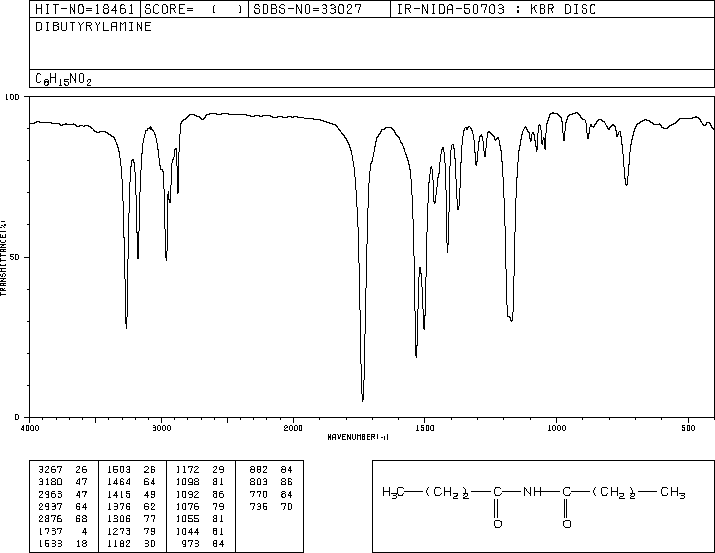 HIT-NO=18461 SCORE= ( ) SDBS-NO=33027 IR-NIDA-50703 : KBR DISC
DIBUTYRYLAMINE
C8H15NO2
100
50
0
TRANSMITTANCE(%)
4000 3000 2000 1500 1000 500
WAVENUMBER(-1)
3267 26 1503 26 1172 29 882 84
3180 47 1464 64 1098 81 803 86
2963 47 1415 49 1092 86 770 84
2937 64 1376 62 1076 79 736 70
2876 68 1306 77 1055 81
1737 4 1273 79 1044 81
1533 18 1182 30 973 84
H3C-(CH2)2-C-NH-C-(CH2)2-CH3
O O